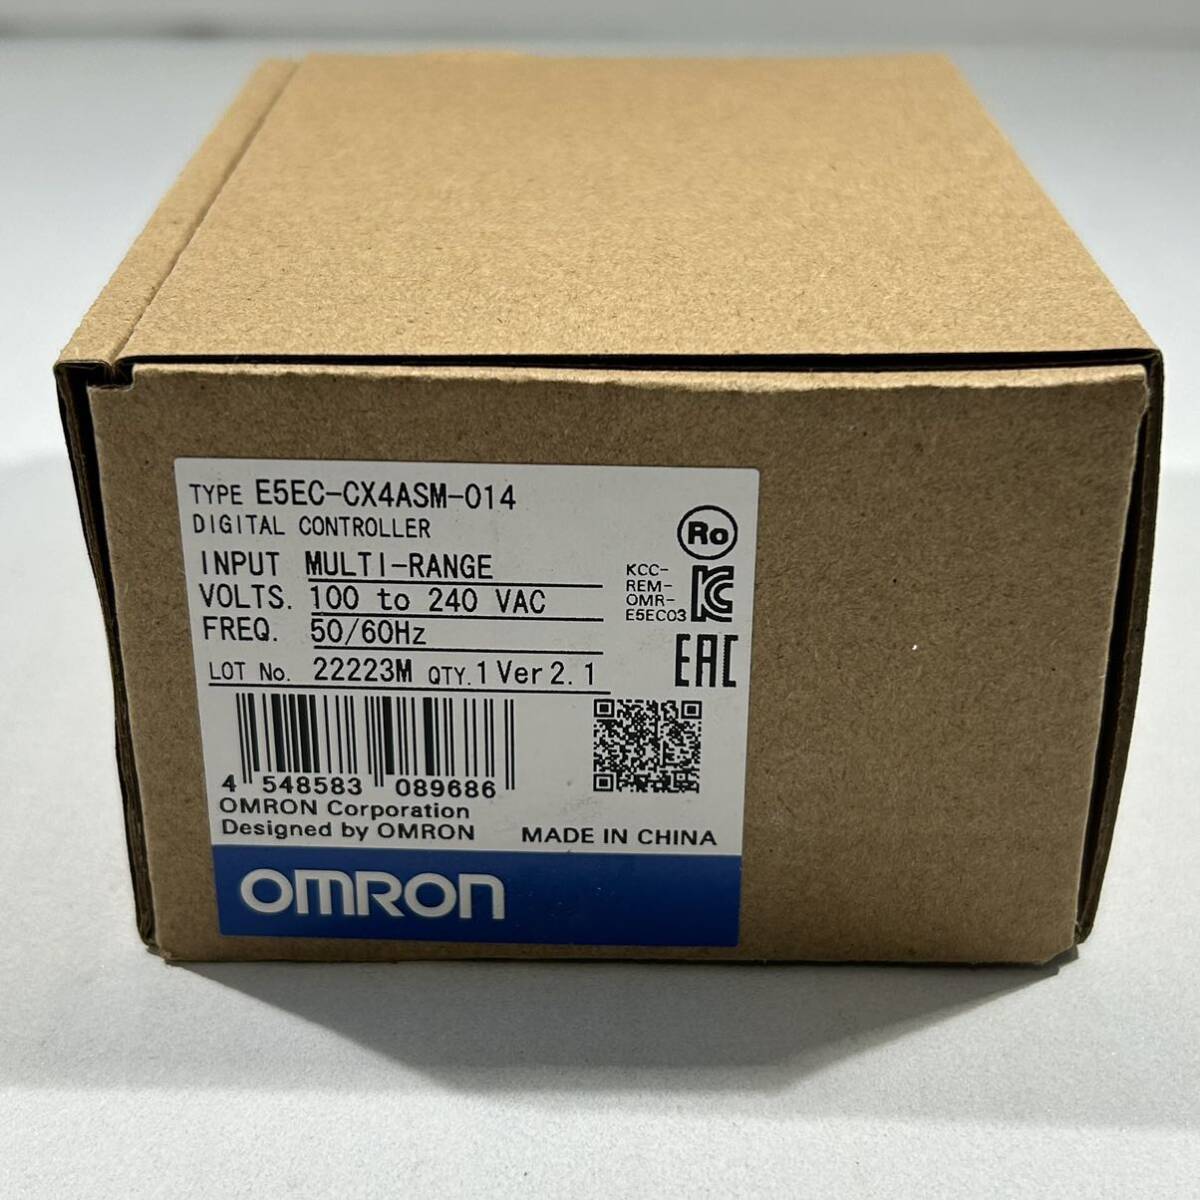 TYPE E5EC-CX4ASM-014
DIGITAL CONTROLLER
INPUT MULTI-RANGE
VOLTS. 100 to 240 VAC
FREQ. 50/60Hz
LOT No. 22223M QTY. 1 Ver 2.1
Ro
KCC-
REM-
OMR-
E5EC03
KC
EAC
4 548583 089686
OMRON Corporation
Designed by OMRON
MADE IN CHINA
OMRON